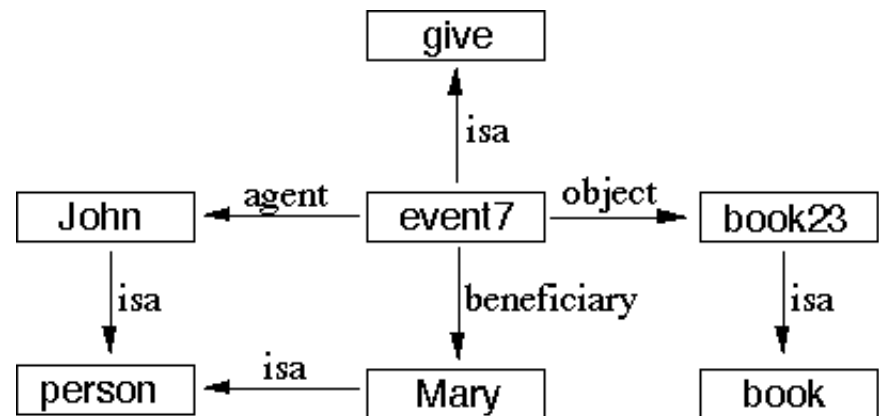 give
isa
agent
object
John
event7
book23
isa
beneficiary
isa
isa
person
Mary
book